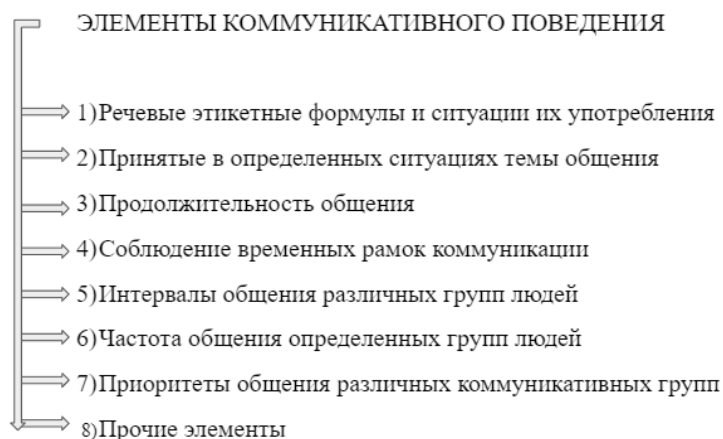 ЭЛЕМЕНТЫ КОММУНИКАТИВНОГО ПОВЕДЕНИЯ
1)Речевые этикетные формулы и ситуации их употребления
2)Принятые в определенных ситуациях темы общения
3)Продолжительность общения
4)Соблюдение временных рамок коммуникации
5)Интервалы общения различных групп людей
6)Частота общения определенных групп людей
7)Приоритеты общения различных коммуникативных групп
8)Прочие элементы